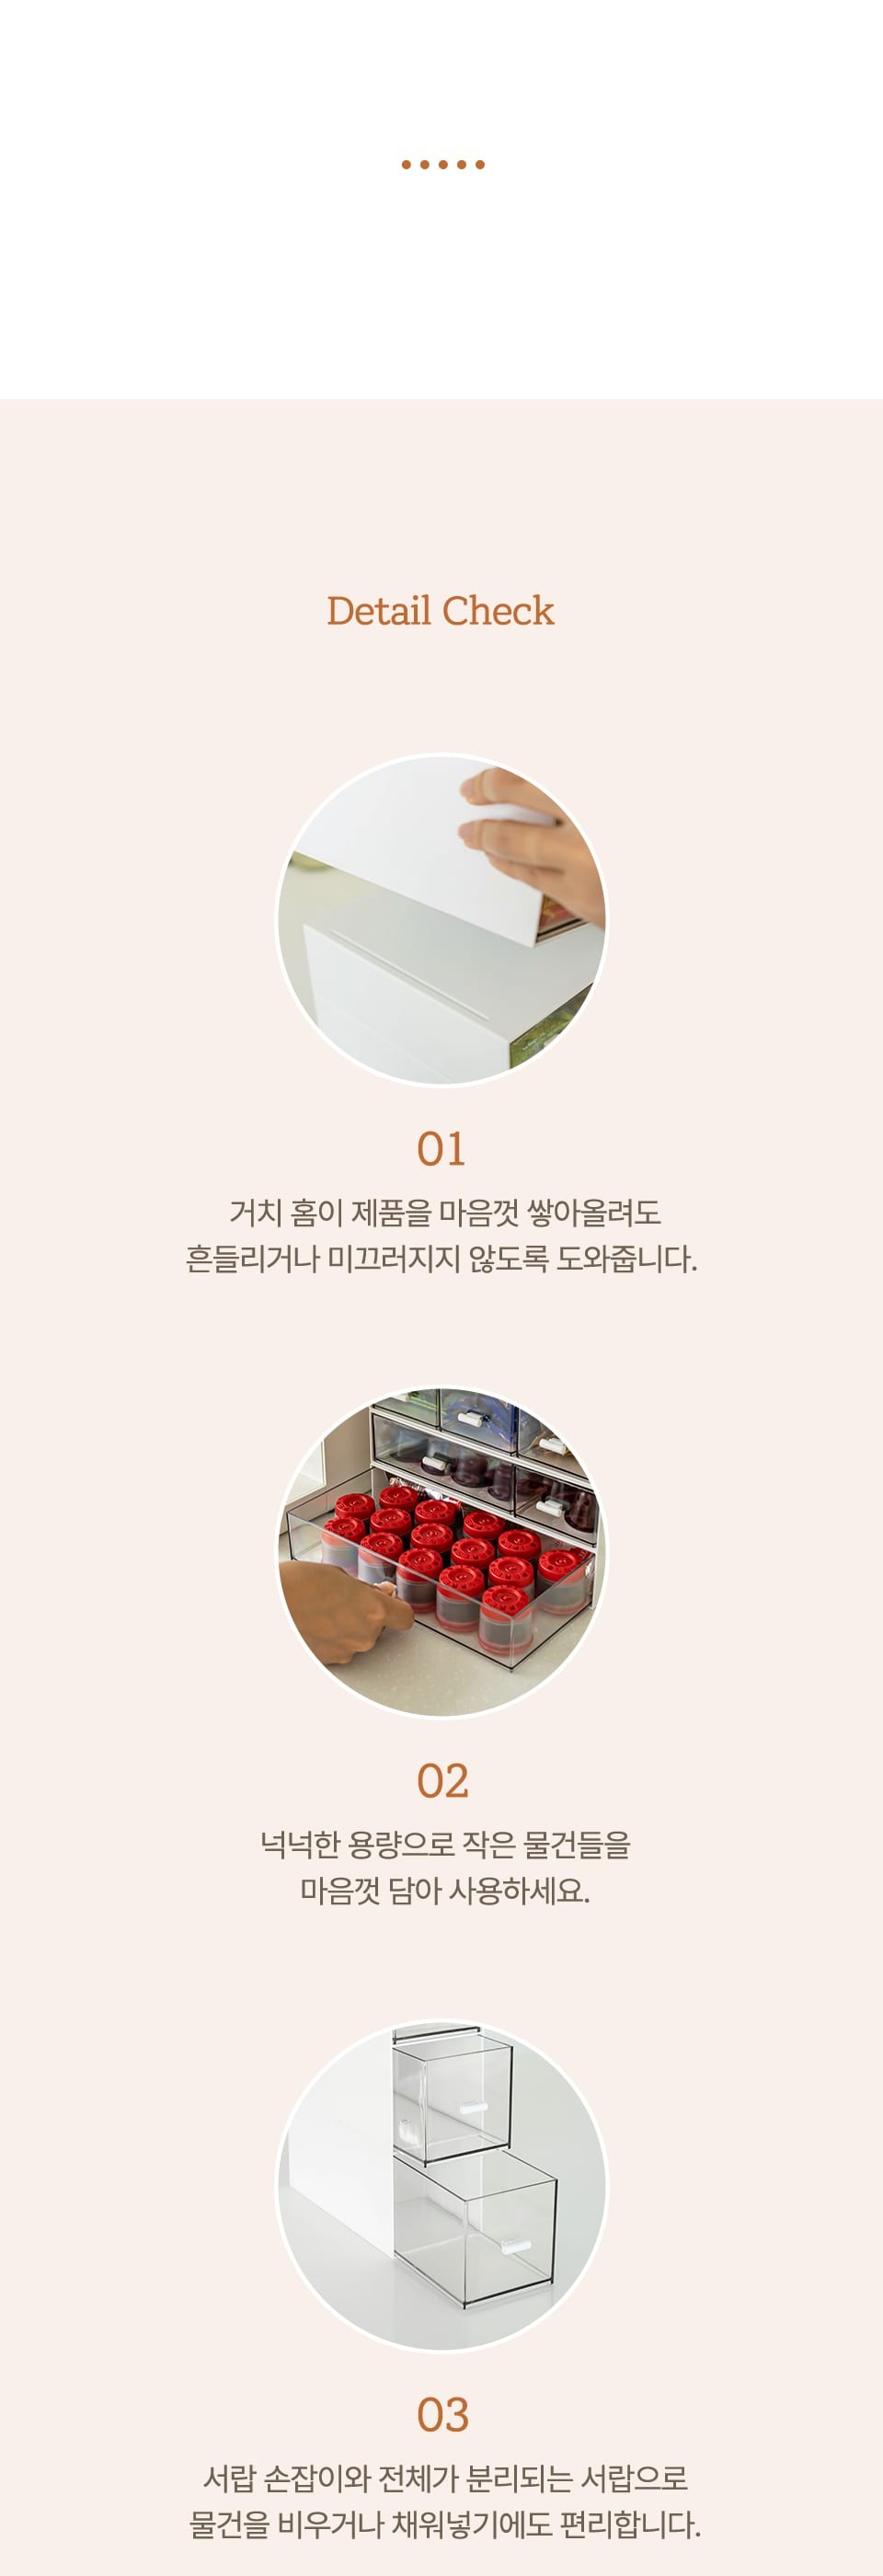 Detail Check
01
거치 홈이 제품을 마음껏 쌓아올려도
흔들리거나 미끄러지지 않도록 도와줍니다.
02
넉넉한 용량으로 작은 물건들을
마음껏 담아 사용하세요.
03
서랍 손잡이와 전체가 분리되는 서랍으로
물건을 비우거나 채워넣기에도 편리합니다.